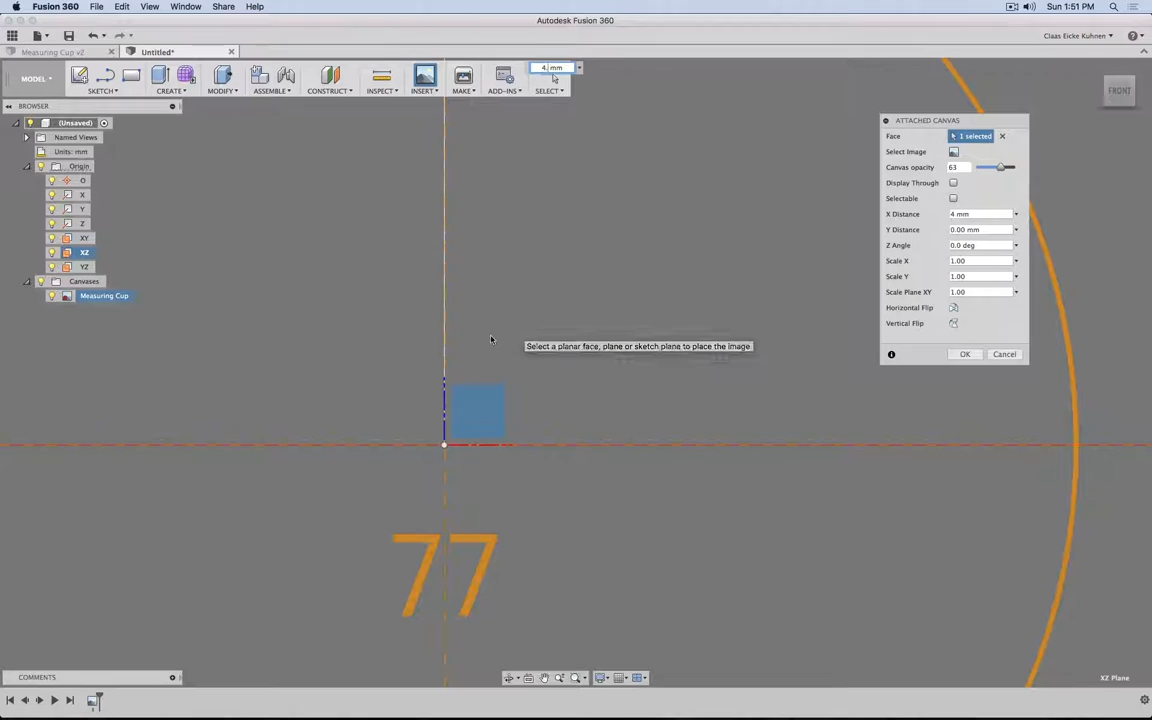 Fusion 360 File Edit View Window Share Help
Sun 1:51 PM
Autodesk Fusion 360
Claas Eicke Kuhnen
Measuring Cup v2
Untitled*
4. mm
MODEL
SKETCH
CREATE
MODIFY
ASSEMBLE
CONSTRUCT
INSPECT
INSERT
MAKE
ADD-INS
SELECT
BROWSER
(Unsaved)
Named Views
Units: mm
Origin
O
X
Y
Z
XY
XZ
YZ
Canvases
Measuring Cup
FRONT
ATTACHED CANVAS
Face 1 selected
Select Image
Canvas opacity 63
Display Through
Selectable
X Distance 4 mm
Y Distance 0.00 mm
Z Angle 0.0 deg
Scale X 1.00
Scale Y 1.00
Scale Plane XY 1.00
Horizontal Flip
Vertical Flip
OK Cancel
Select a planar face, plane or sketch plane to place the image
77
COMMENTS
XZ Plane